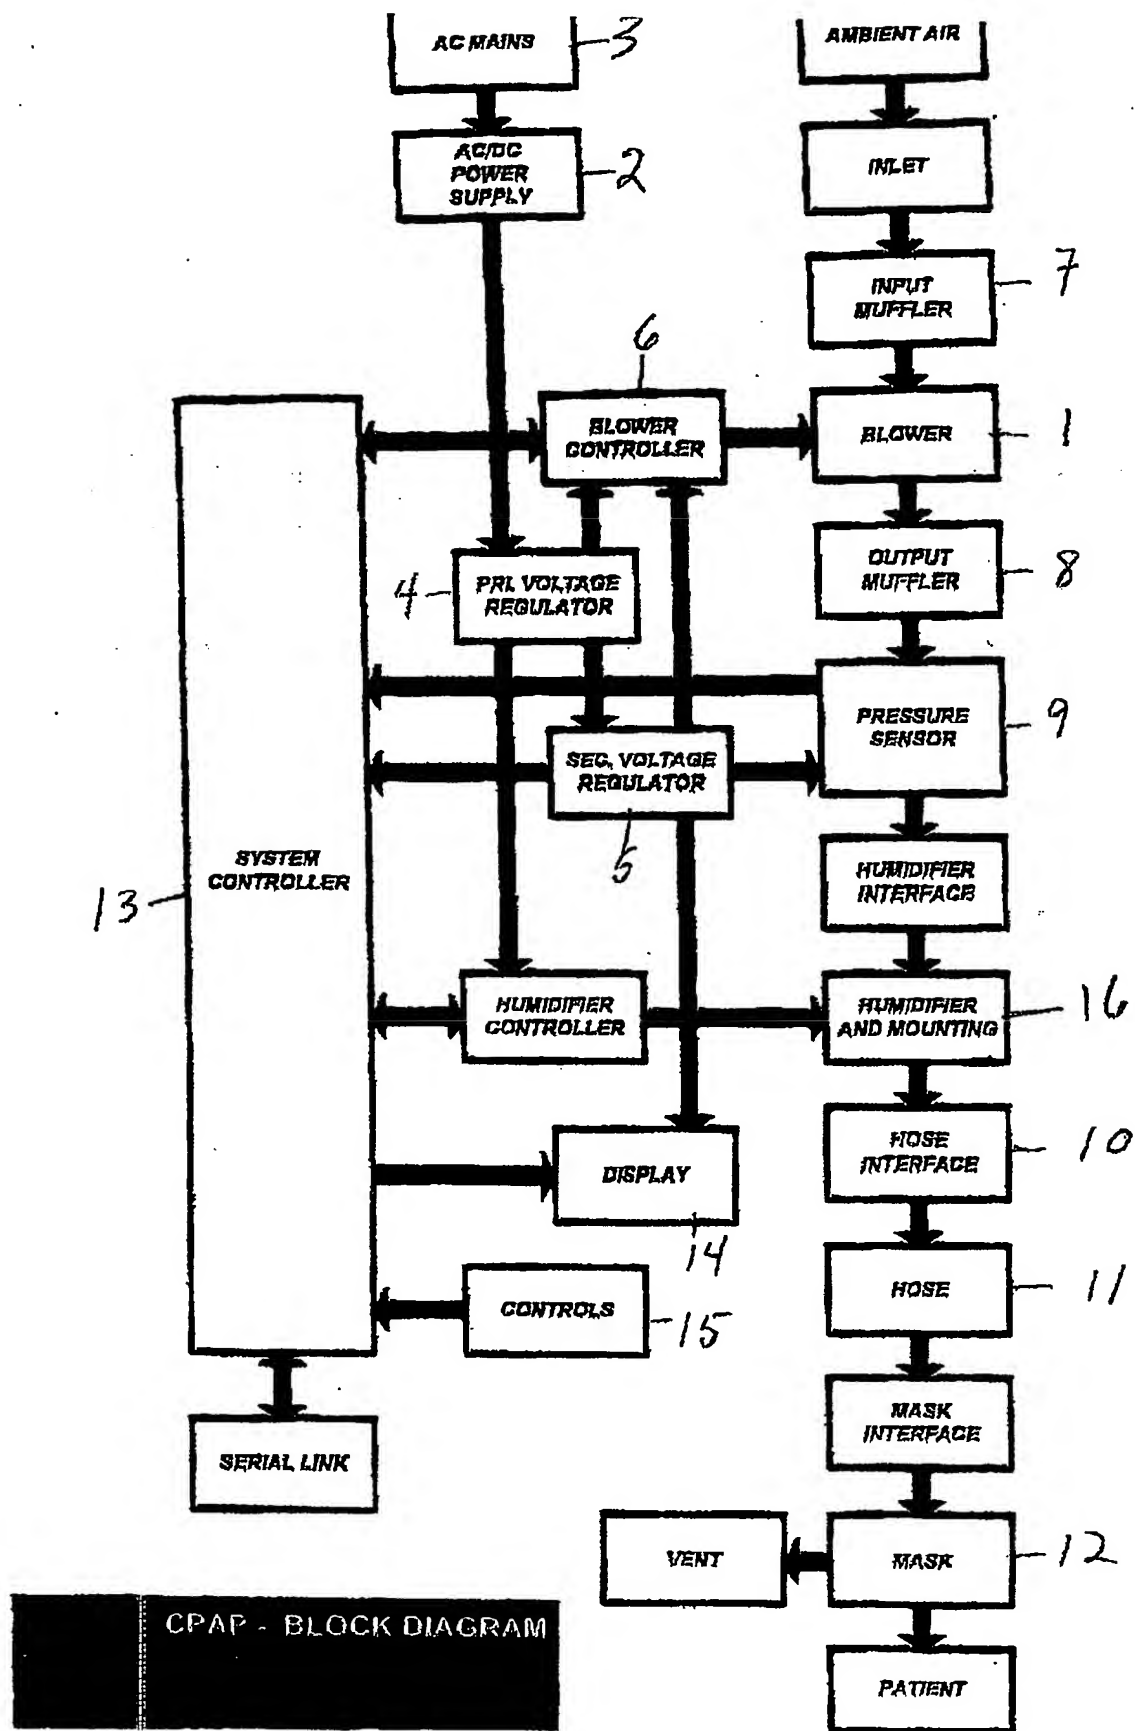 AC MAINS
3
AMBIENT AIR
AC/DC
POWER
SUPPLY
2
INLET
INPUT
MUFFLER
7
6
BLOWER
CONTROLLER
BLOWER
1
PRI. VOLTAGE
REGULATOR
4
OUTPUT
MUFFLER
8
PRESSURE
SENSOR
9
SEC. VOLTAGE
REGULATOR
5
SYSTEM
CONTROLLER
13
HUMIDIFIER
INTERFACE
HUMIDIFIER
CONTROLLER
HUMIDIFIER
AND MOUNTING
16
HOSE
INTERFACE
10
DISPLAY
14
HOSE
11
CONTROLS
15
MASK
INTERFACE
SERIAL LINK
VENT
MASK
12
CPAP - BLOCK DIAGRAM
PATIENT